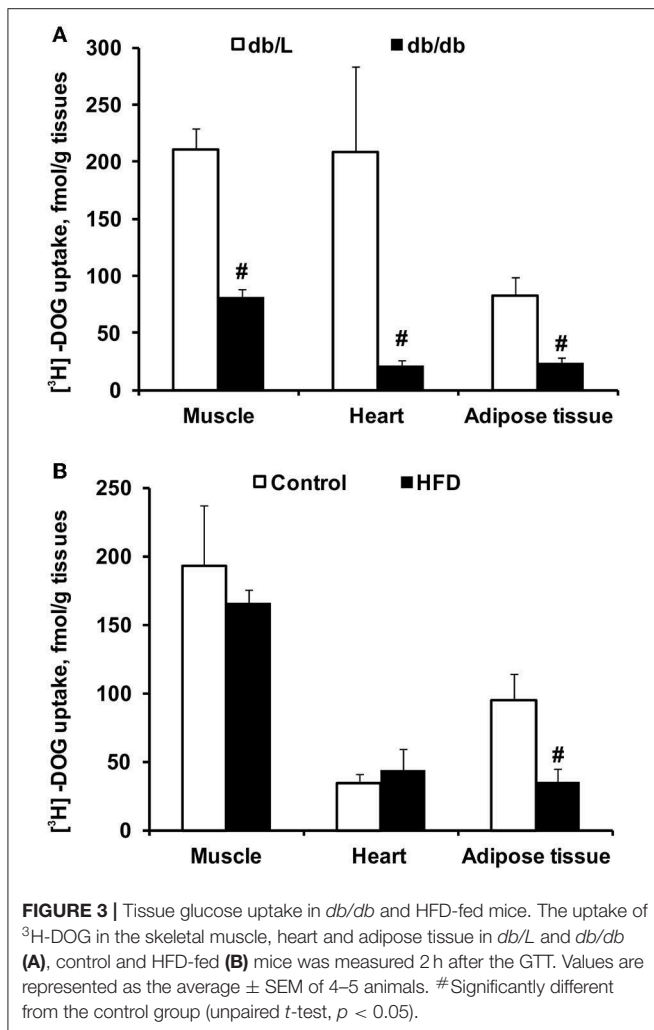 A
db/L db/db
[³H] -DOG uptake, fmol/g tissues
300
250
200
150
100
50
0
#
#
#
Muscle Heart Adipose tissue
B
Control HFD
[³H] -DOG uptake, fmol/g tissues
250
200
150
100
50
0
#
Muscle Heart Adipose tissue
FIGURE 3 | Tissue glucose uptake in db/db and HFD-fed mice. The uptake of
³H-DOG in the skeletal muscle, heart and adipose tissue in db/L and db/db
(A), control and HFD-fed (B) mice was measured 2 h after the GTT. Values are
represented as the average ± SEM of 4–5 animals. #Significantly different
from the control group (unpaired t-test, p < 0.05).